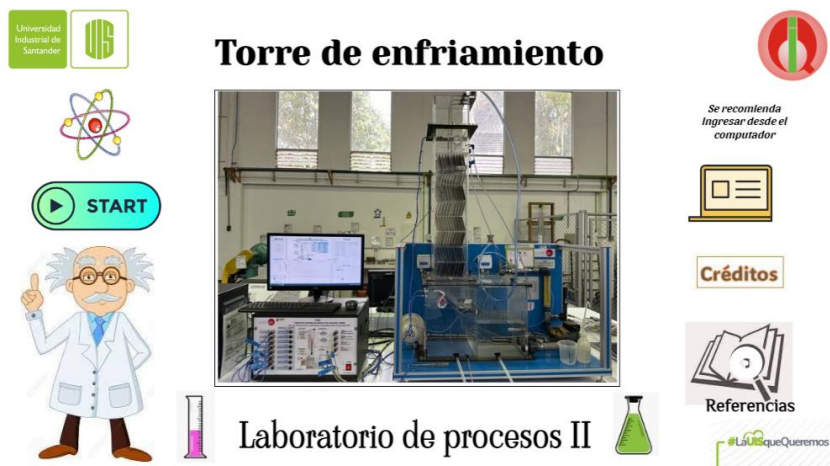 Universidad
Industrial de
Santander
UIS
Torre de enfriamiento
Se recomienda
ingresar desde el
computador
START
Créditos
Referencias
Laboratorio de procesos II
#LaUISqueQueremos